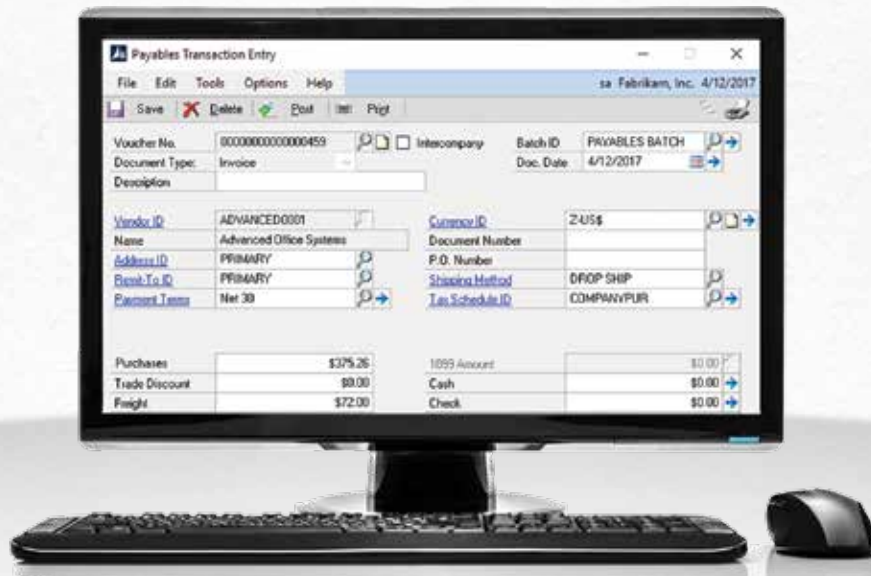 Payables Transaction Entry
File Edit Tools Options Help sa Fabrikam, Inc. 4/12/2017
Save Delete Post Print
Voucher No. 00000000000000459 Intercompany Batch ID PAYABLES BATCH
Document Type: Invoice Doc. Date 4/12/2017
Description
Vendor ID ADVANCED0001 Currency ID Z-US$
Name Advanced Office Systems Document Number
Address ID PRIMARY P.O. Number
Remit-To ID PRIMARY Shipping Method DROP SHIP
Payment Terms Net 30 Tax Schedule ID COMPANYPUR
Purchases $375.26 1099 Amount $0.00
Trade Discount $0.00 Cash $0.00
Freight $72.00 Check $0.00